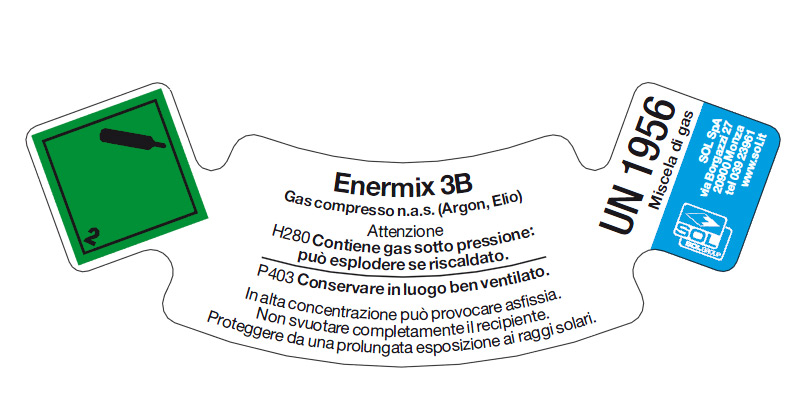 2
Enermix 3B
Gas compresso n.a.s. (Argon, Elio)
Attenzione
H280 Contiene gas sotto pressione:
può esplodere se riscaldato.
P403 Conservare in luogo ben ventilato.
In alta concentrazione può provocare asfissia.
Non svuotare completamente il recipiente.
Proteggere da una prolungata esposizione ai raggi solari.
UN 1956
Miscela di gas
SOL SpA
via Borgazzi 27
20900 Monza
tel 039 23961
www.sol.it
SOL